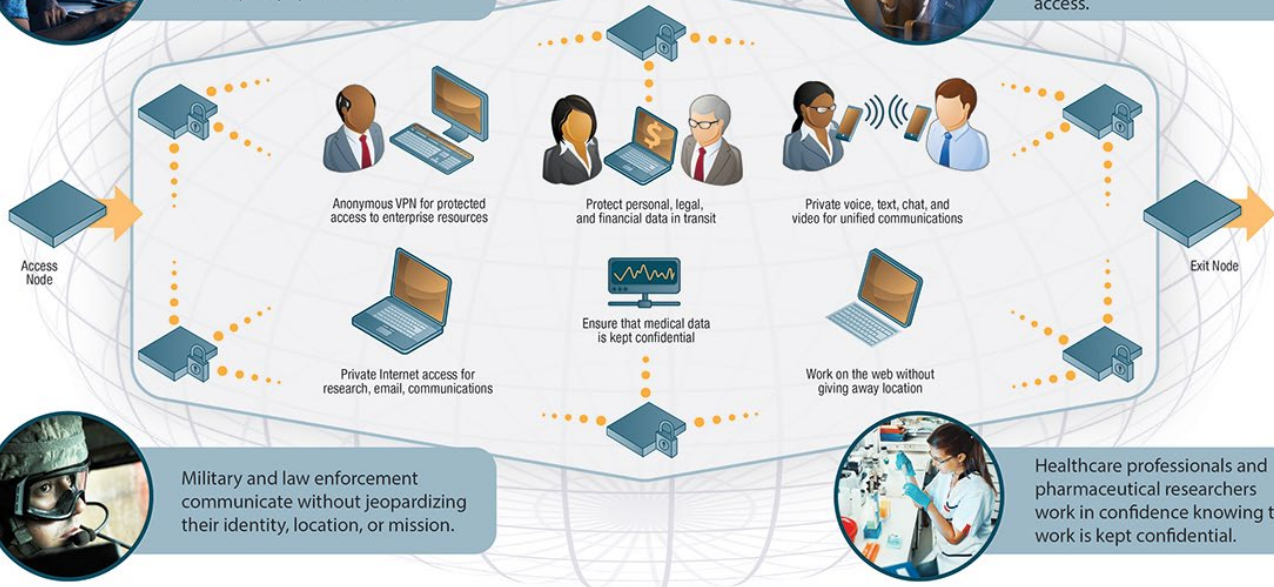 access.
Anonymous VPN for protected
access to enterprise resources
Protect personal, legal,
and financial data in transit
Private voice, text, chat, and
video for unified communications
Access
Node
Exit Node
Private Internet access for
research, email, communications
Ensure that medical data
is kept confidential
Work on the web without
giving away location
Military and law enforcement
communicate without jeopardizing
their identity, location, or mission.
Healthcare professionals and
pharmaceutical researchers
work in confidence knowing t
work is kept confidential.